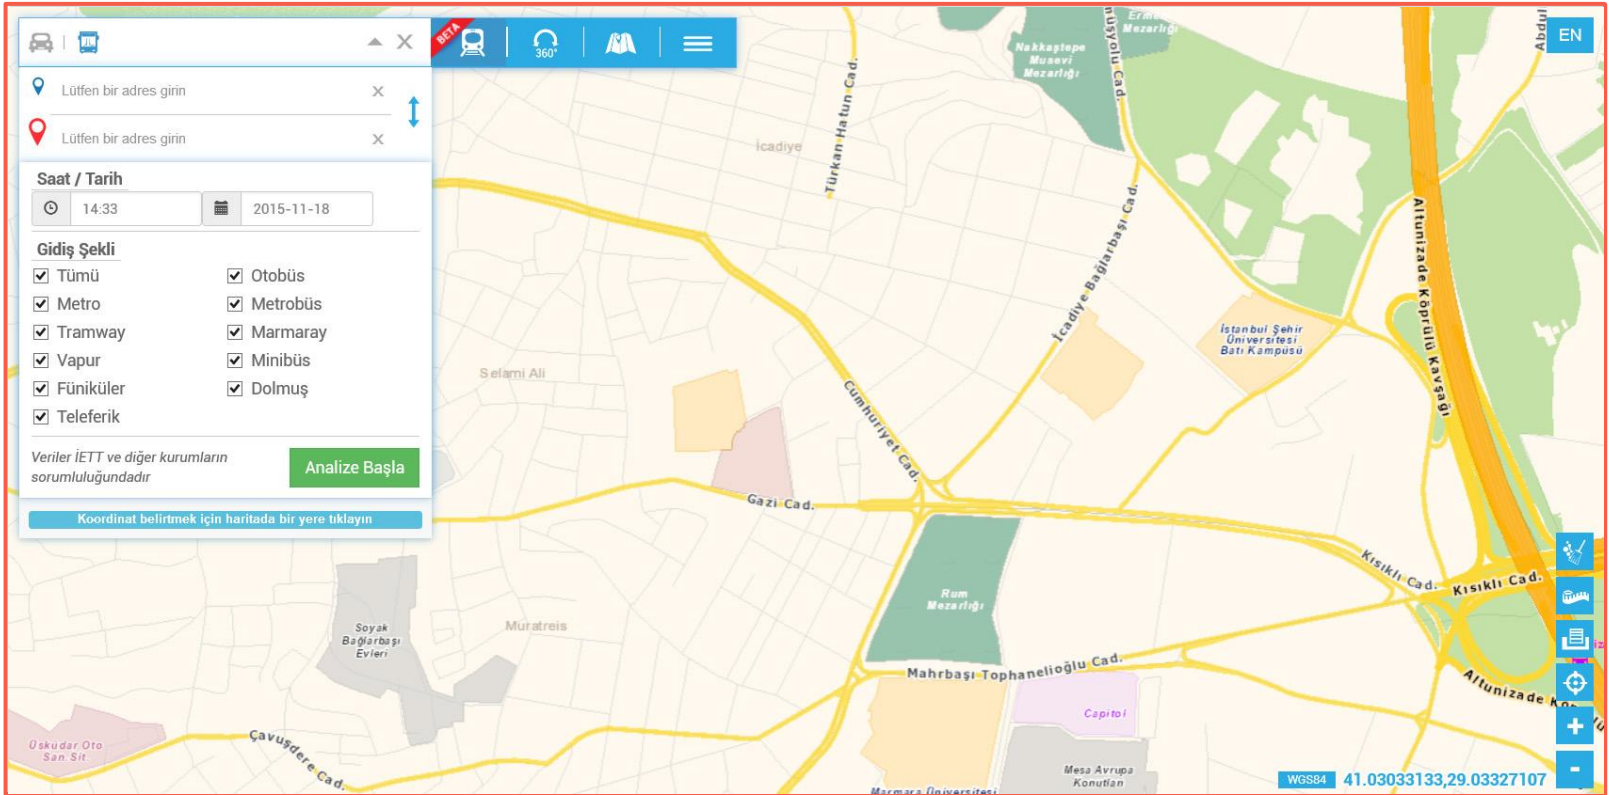 BETA
360°
EN
Lütfen bir adres girin
Lütfen bir adres girin
Saat / Tarih
14:33
2015-11-18
Gidiş Şekli
Tümü
Otobüs
Metro
Metrobüs
Tramway
Marmaray
Vapur
Minibüs
Füniküler
Dolmuş
Teleferik
Veriler İETT ve diğer kurumların
sorumluluğundadır
Analize Başla
Koordinat belirtmek için haritada bir yere tıklayın
Mezarlığı
Nakkaştepe
Musevi
Mezarlığı
İcadiye
Türkan Hatun Cad.
İcadiye Bağlarbaşı Cad.
Altunizade Köprülü Kavşağı
İstanbul Şehir
Üniversitesi
Batı Kampüsü
Selami Ali
Cumhuriyet Cad.
Gazi Cad.
Kısıklı Cad.
Kısıklı Cad.
Rum
Mezarlığı
Soyak
Bağlarbaşı
Evleri
Muratreis
Mahrbaşı Tophanelioğlu Cad.
Altunizade
Capitol
Üsküdar Oto
San.Sit.
Çavuşdere Cad.
Mesa Avrupa
Konutları
Marmara Üniversitesi
WGS84
41.03033133,29.03327107
+
-